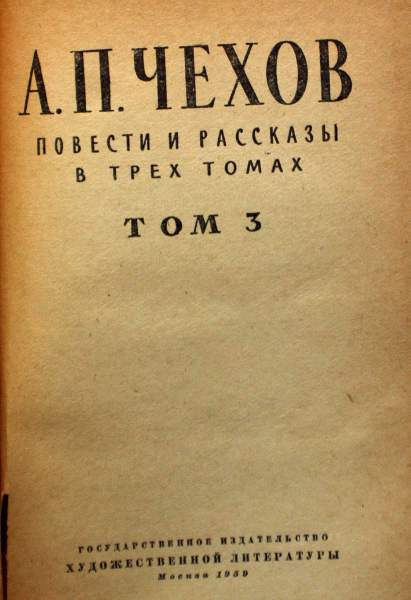 А.П.ЧЕХОВ
ПОВЕСТИ И РАССКАЗЫ
В ТРЕХ ТОМАХ
ТОМ 3
ГОСУДАРСТВЕННОЕ ИЗДАТЕЛЬСТВО
ХУДОЖЕСТВЕННОЙ ЛИТЕРАТУРЫ
Москва 1959